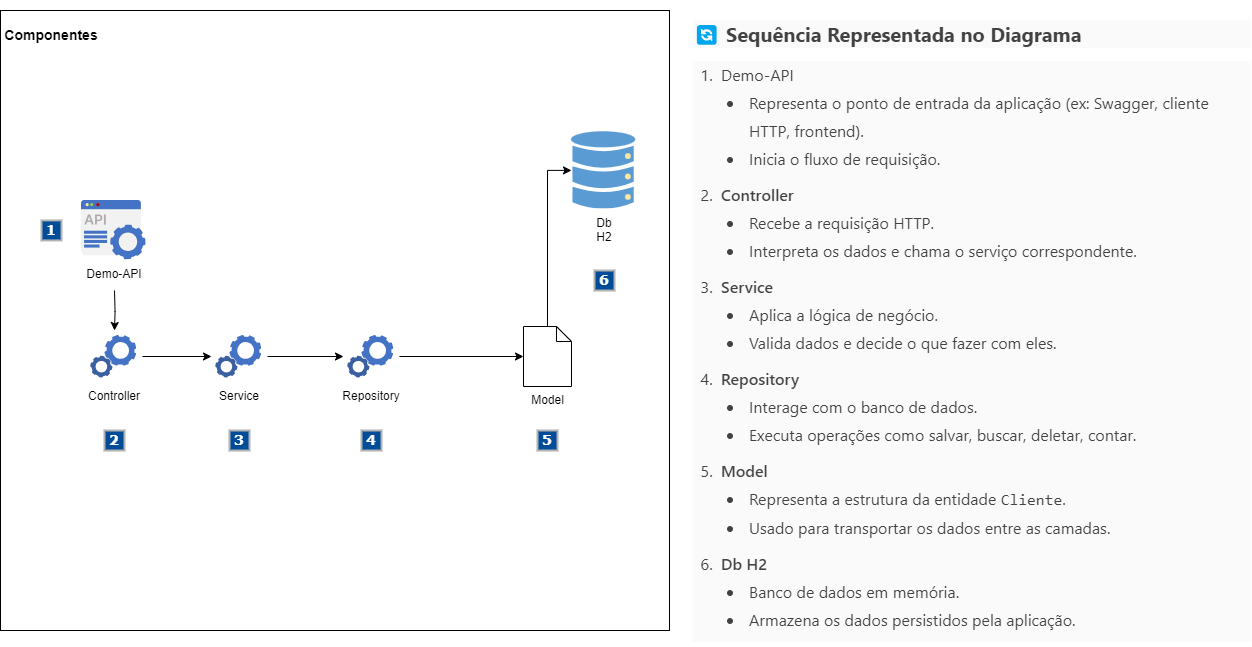 Componentes
1
API
Demo-API
Controller
2
Service
3
Repository
4
Model
5
Db
H2
6
Sequência Representada no Diagrama
1. Demo-API
• Representa o ponto de entrada da aplicação (ex: Swagger, cliente
HTTP, frontend).
• Inicia o fluxo de requisição.
2. Controller
• Recebe a requisição HTTP.
• Interpreta os dados e chama o serviço correspondente.
3. Service
• Aplica a lógica de negócio.
• Valida dados e decide o que fazer com eles.
4. Repository
• Interage com o banco de dados.
• Executa operações como salvar, buscar, deletar, contar.
5. Model
• Representa a estrutura da entidade Cliente.
• Usado para transportar os dados entre as camadas.
6. Db H2
• Banco de dados em memória.
• Armazena os dados persistidos pela aplicação.